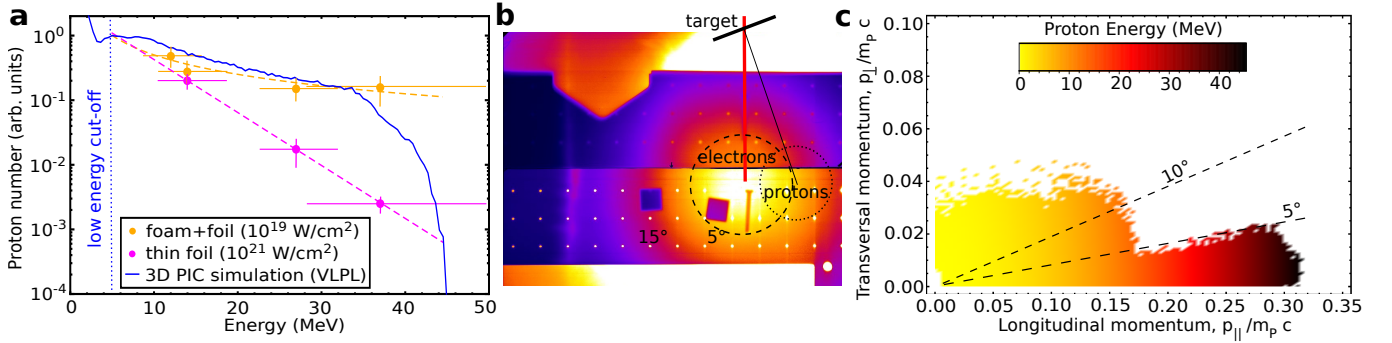 a
Proton number (arb. units)
10⁰
10⁻¹
10⁻²
10⁻³
10⁻⁴
low energy cut-off
foam+foil (10¹⁹ W/cm²)
thin foil (10²¹ W/cm²)
3D PIC simulation (VLPL)
0 10 20 30 40 50
Energy (MeV)
b
target
electrons
protons
15° 5°
c
Transversal momentum, p⊥/mₚ c
0.10
0.08
0.06
0.04
0.02
0.00
Proton Energy (MeV)
0 10 20 30 40
10°
5°
0.00 0.05 0.10 0.15 0.20 0.25 0.30 0.35
Longitudinal momentum, p||/mₚ c